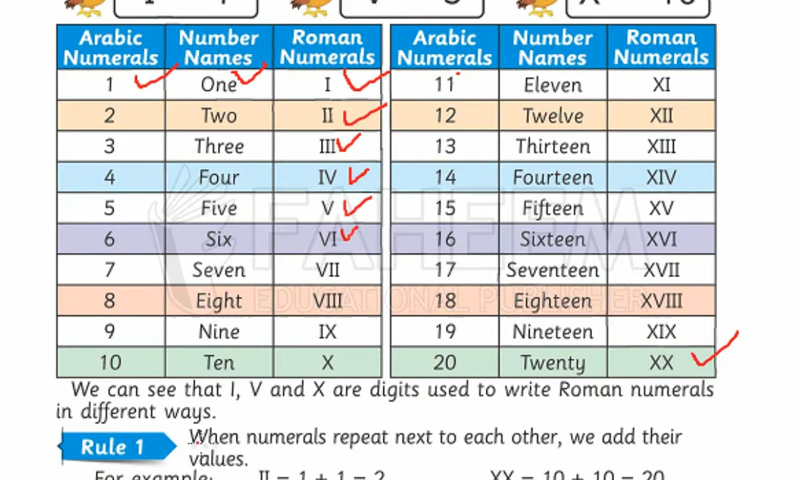 Arabic Numerals Number Names Roman Numerals
1 One I
2 Two II
3 Three III
4 Four IV
5 Five V
6 Six VI
7 Seven VII
8 Eight VIII
9 Nine IX
10 Ten X
Arabic Numerals Number Names Roman Numerals
11 Eleven XI
12 Twelve XII
13 Thirteen XIII
14 Fourteen XIV
15 Fifteen XV
16 Sixteen XVI
17 Seventeen XVII
18 Eighteen XVIII
19 Nineteen XIX
20 Twenty XX
FAHEEM
EDUCATIONAL PUBLISHER
We can see that I, V and X are digits used to write Roman numerals
in different ways.
Rule 1 When numerals repeat next to each other, we add their
values.
For example: II = 1 + 1 = 2 XX = 10 + 10 = 20